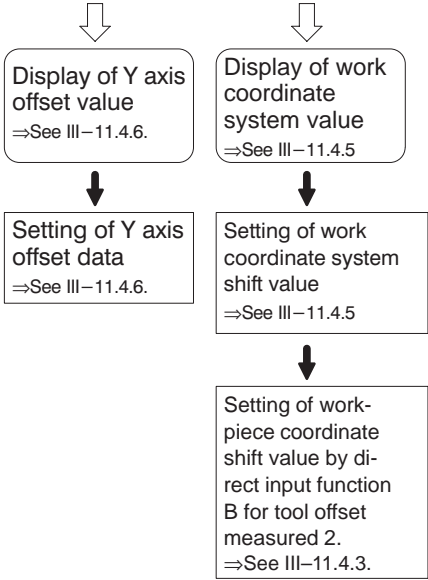 Display of Y axis
offset value
⇒See III−11.4.6.
Setting of Y axis
offset data
⇒See III−11.4.6.
Display of work
coordinate
system value
⇒See III−11.4.5
Setting of work
coordinate system
shift value
⇒See III−11.4.5
Setting of work-
piece coordinate
shift value by di-
rect input function
B for tool offset
measured 2.
⇒See III–11.4.3.